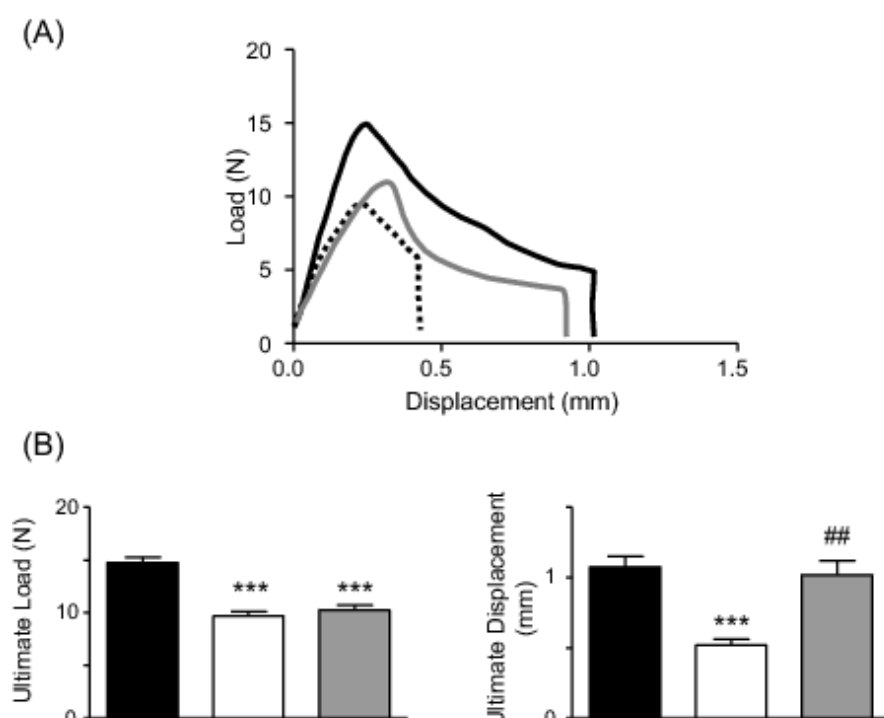 (A)
20
15
10
5
0
Load (N)
0.0 0.5 1.0 1.5
Displacement (mm)
(B)
20
10
0
Ultimate Load (N)
*** ***
1
0
Ultimate Displacement
(mm)
***
##